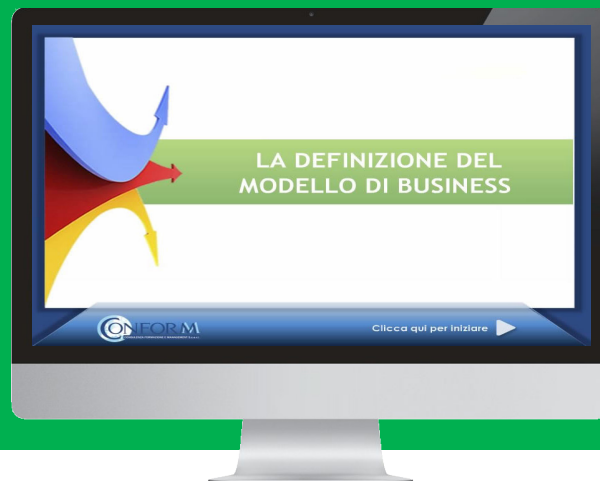 LA DEFINIZIONE DEL
MODELLO DI BUSINESS
CONFORM
Clicca qui per iniziare